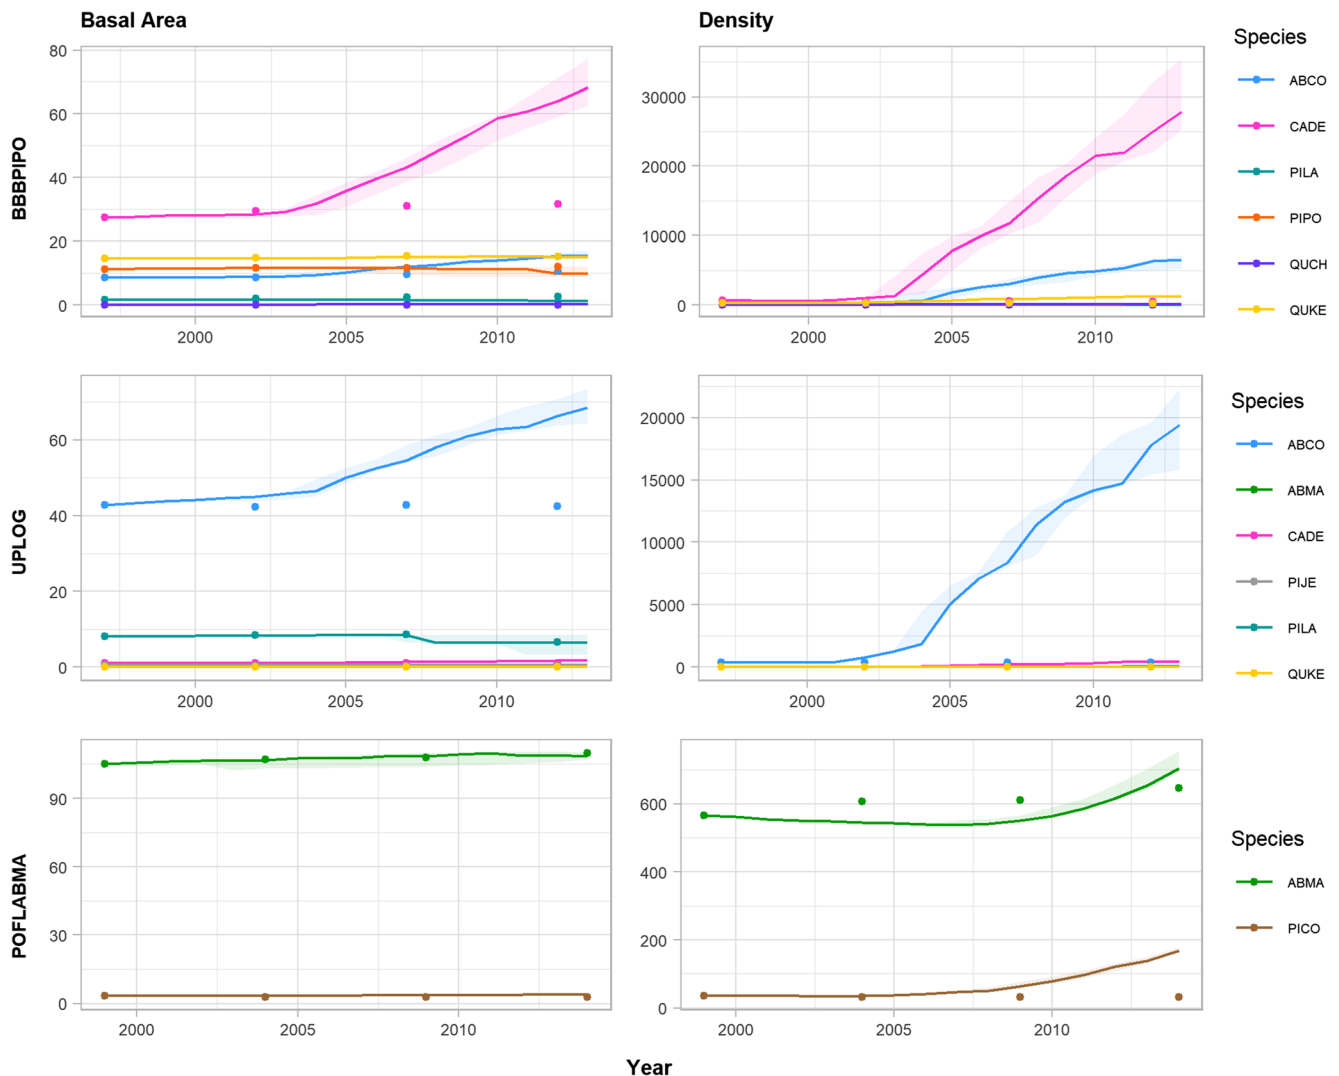 Basal Area
Density
BBBPIPO
80
60
40
20
0
2000
2005
2010
30000
20000
10000
0
2000
2005
2010
Species
ABCO
CADE
PILA
PIPO
QUCH
QUKE
UPLOG
60
40
20
0
2000
2005
2010
20000
15000
10000
5000
0
2000
2005
2010
Species
ABCO
ABMA
CADE
PIJE
PILA
QUKE
POFLABMA
90
60
30
0
2000
2005
2010
600
400
200
0
2000
2005
2010
Species
ABMA
PICO
Year